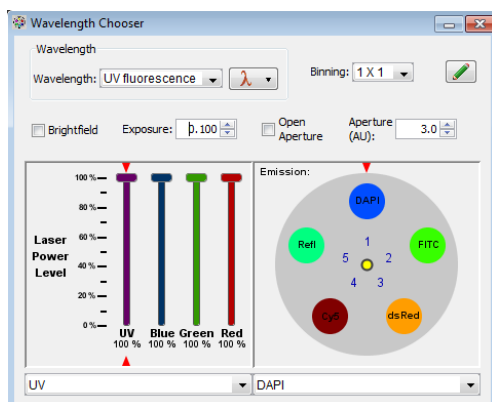 Wavelength Chooser
Wavelength
Wavelength: UV fluorescence λ
Binning: 1 X 1
Brightfield Exposure: 0.100 Open Aperture Aperture (AU): 3.0
Emission:
100 %
80 %
60 %
40 %
20 %
0 %
Laser
Power
Level
UV Blue Green Red
100 % 100 % 100 % 100 %
DAPI
Refl
FITC
1
5 2
4 3
Cy5
dsRed
UV
DAPI